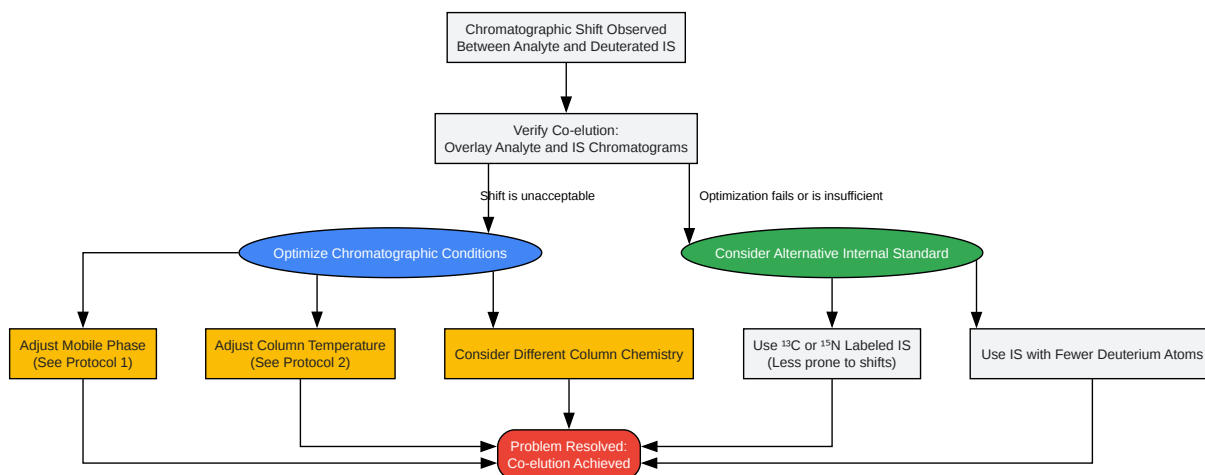 Chromatographic Shift Observed
Between Analyte and Deuterated IS
Verify Co-elution:
Overlay Analyte and IS Chromatograms
Shift is unacceptable
Optimization fails or is insufficient
Optimize Chromatographic Conditions
Consider Alternative Internal Standard
Adjust Mobile Phase
(See Protocol 1)
Adjust Column Temperature
(See Protocol 2)
Consider Different Column Chemistry
Use ¹³C or ¹⁵N Labeled IS
(Less prone to shifts)
Use IS with Fewer Deuterium Atoms
Problem Resolved:
Co-elution Achieved